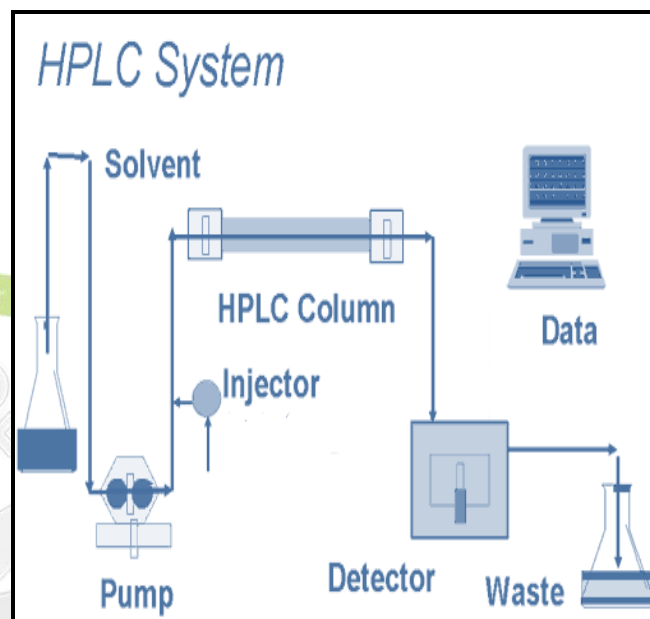 HPLC System
Solvent
HPLC Column
Data
Injector
Pump
Detector
Waste